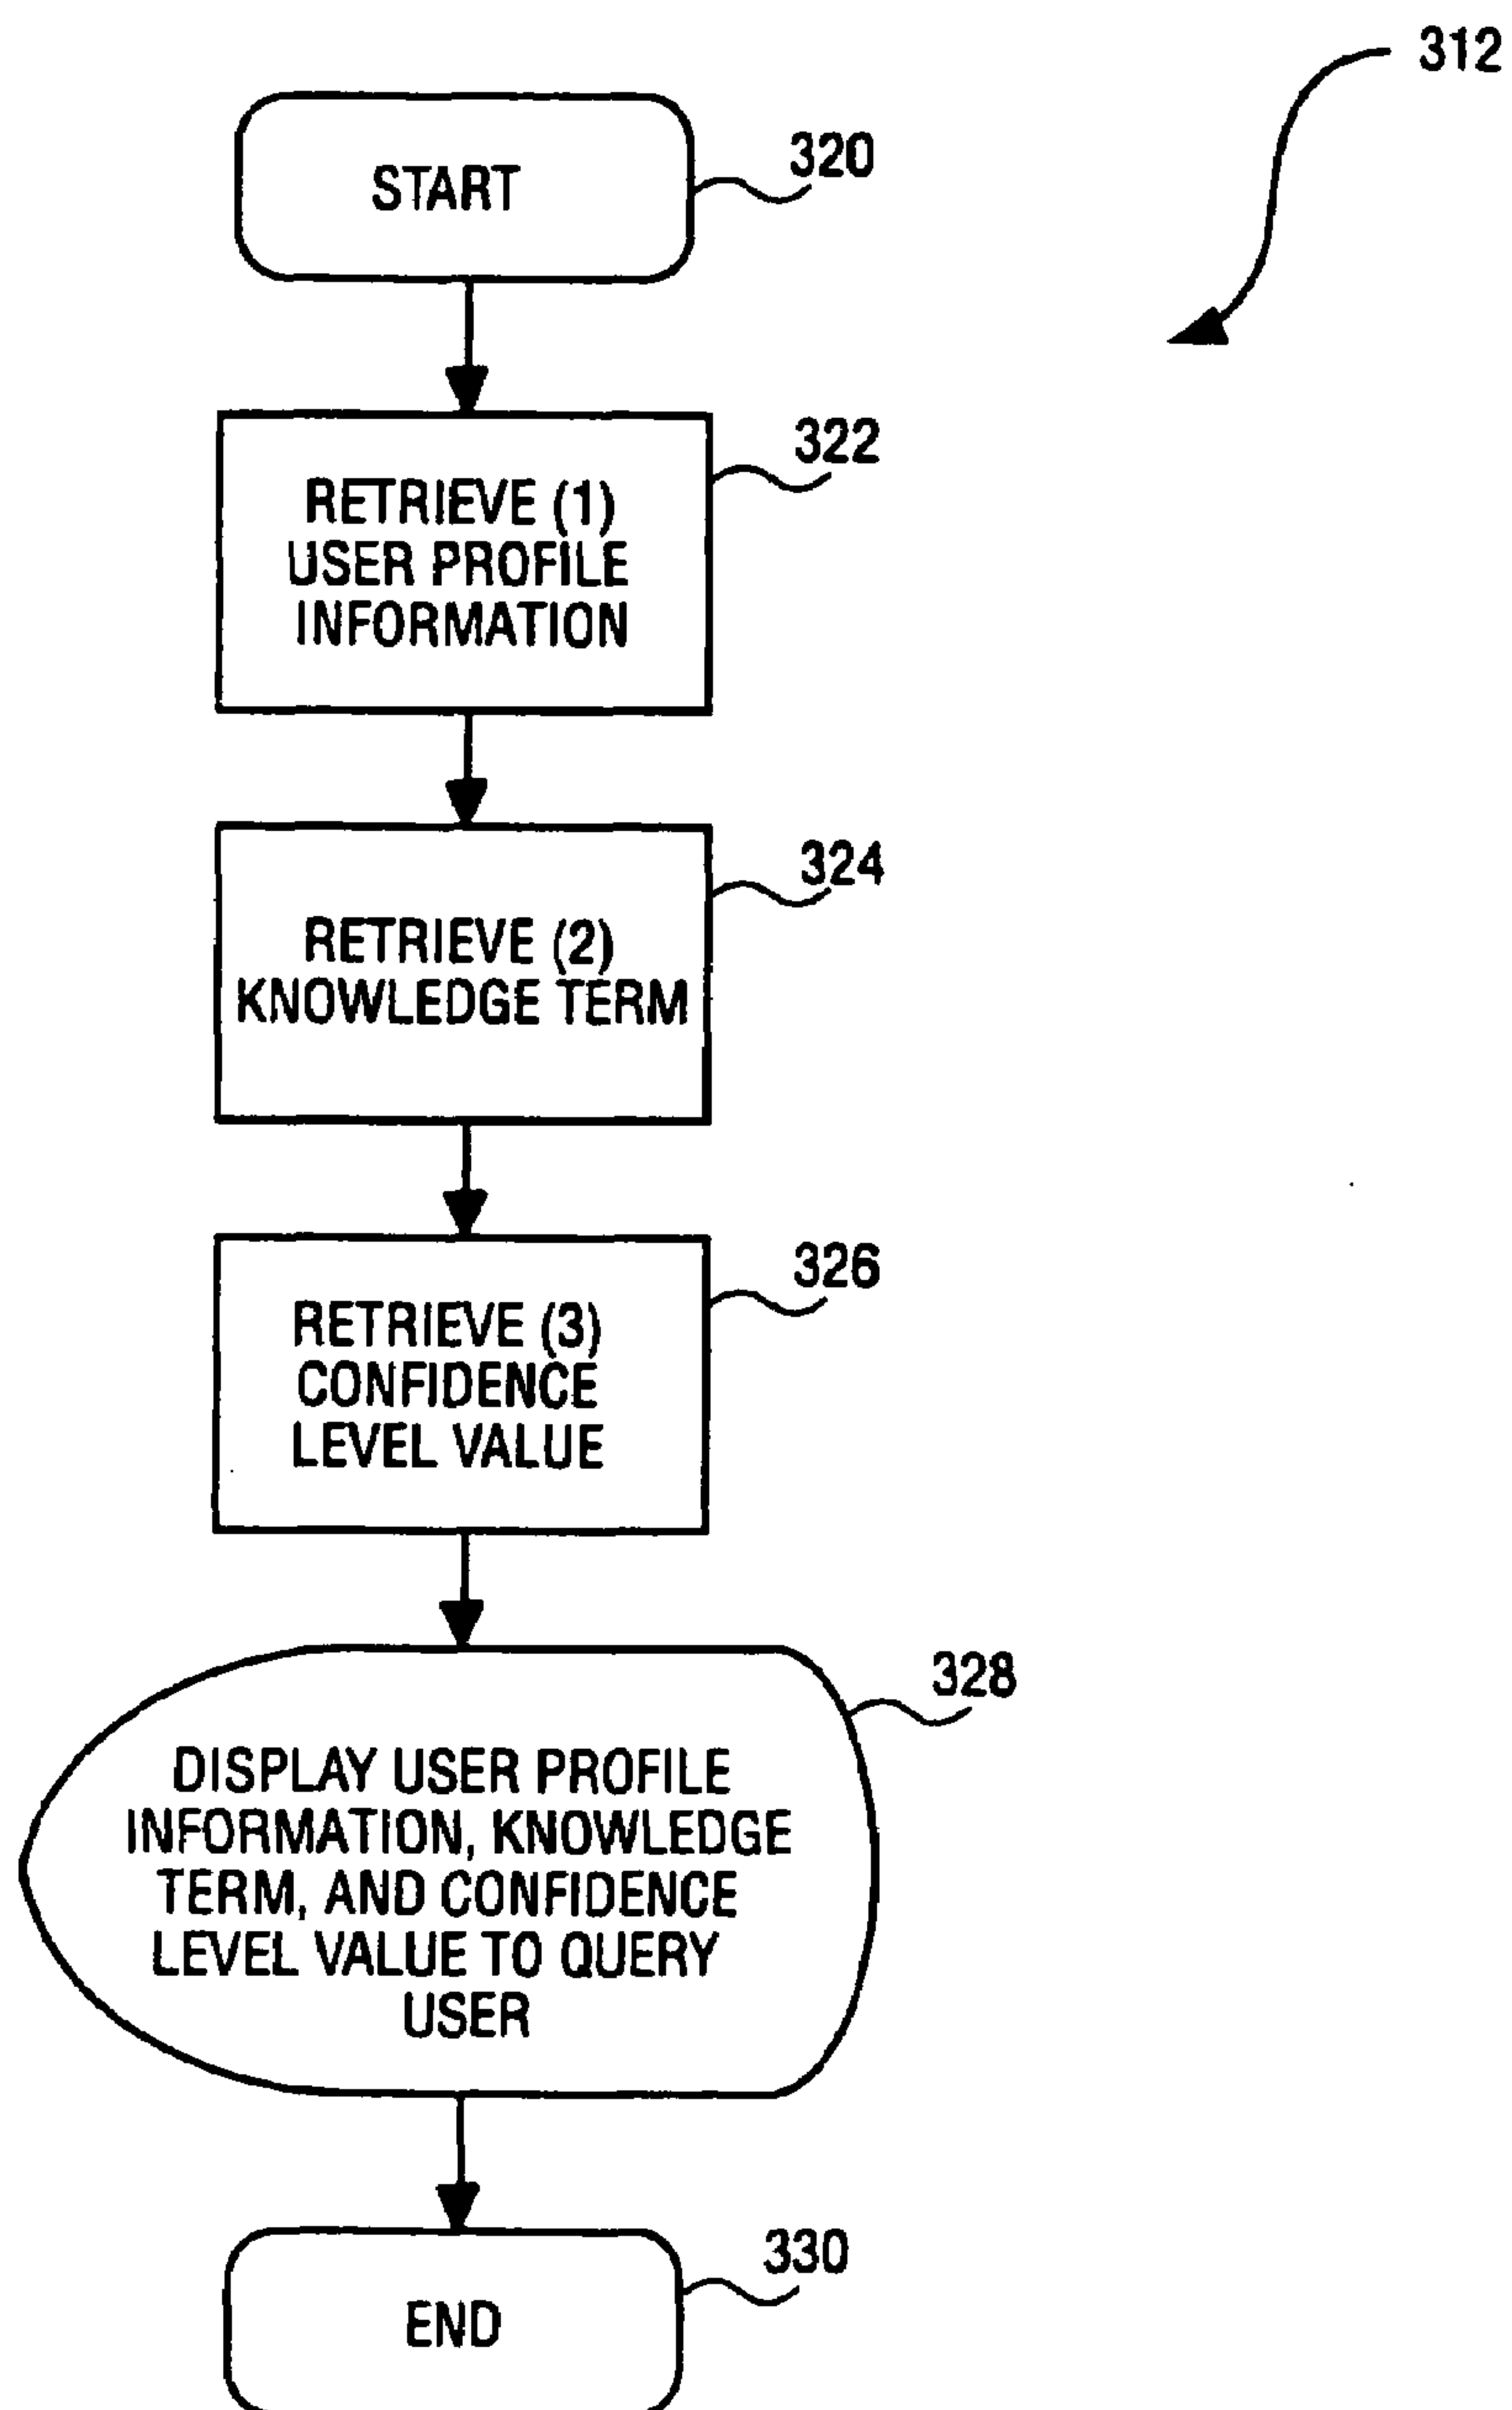 312
START
320
322
RETRIEVE (1)
USER PROFILE
INFORMATION
324
RETRIEVE (2)
KNOWLEDGE TERM
326
RETRIEVE (3)
CONFIDENCE
LEVEL VALUE
328
DISPLAY USER PROFILE
INFORMATION, KNOWLEDGE
TERM, AND CONFIDENCE
LEVEL VALUE TO QUERY
USER
330
END